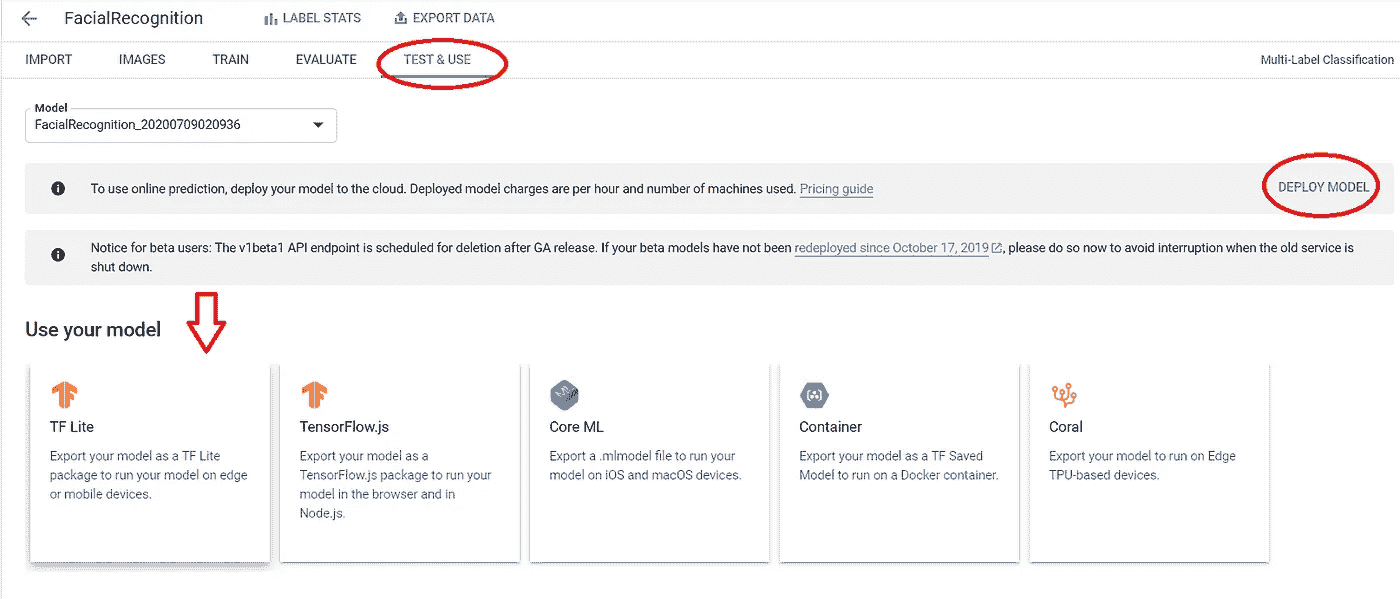 FacialRecognition LABEL STATS EXPORT DATA
IMPORT IMAGES TRAIN EVALUATE TEST & USE Multi-Label Classification
Model
FacialRecognition_20200709020936
To use online prediction, deploy your model to the cloud. Deployed model charges are per hour and number of machines used. Pricing guide DEPLOY MODEL
Notice for beta users: The v1beta1 API endpoint is scheduled for deletion after GA release. If your beta models have not been redeployed since October 17, 2019, please do so now to avoid interruption when the old service is
shut down.
Use your model
TF Lite
Export your model as a TF Lite
package to run your model on edge
or mobile devices.
TensorFlow.js
Export your model as a
TensorFlow.js package to run your
model in the browser and in
Node.js.
Core ML
Export a .mlmodel file to run your
model on iOS and macOS devices.
Container
Export your model as a TF Saved
Model to run on a Docker container.
Coral
Export your model to run on Edge
TPU-based devices.